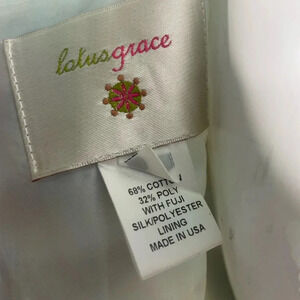 lotusgrace
68% COTTON
32% POLY
WITH FUJI
SILK/POLYESTER
LINING
MADE IN USA